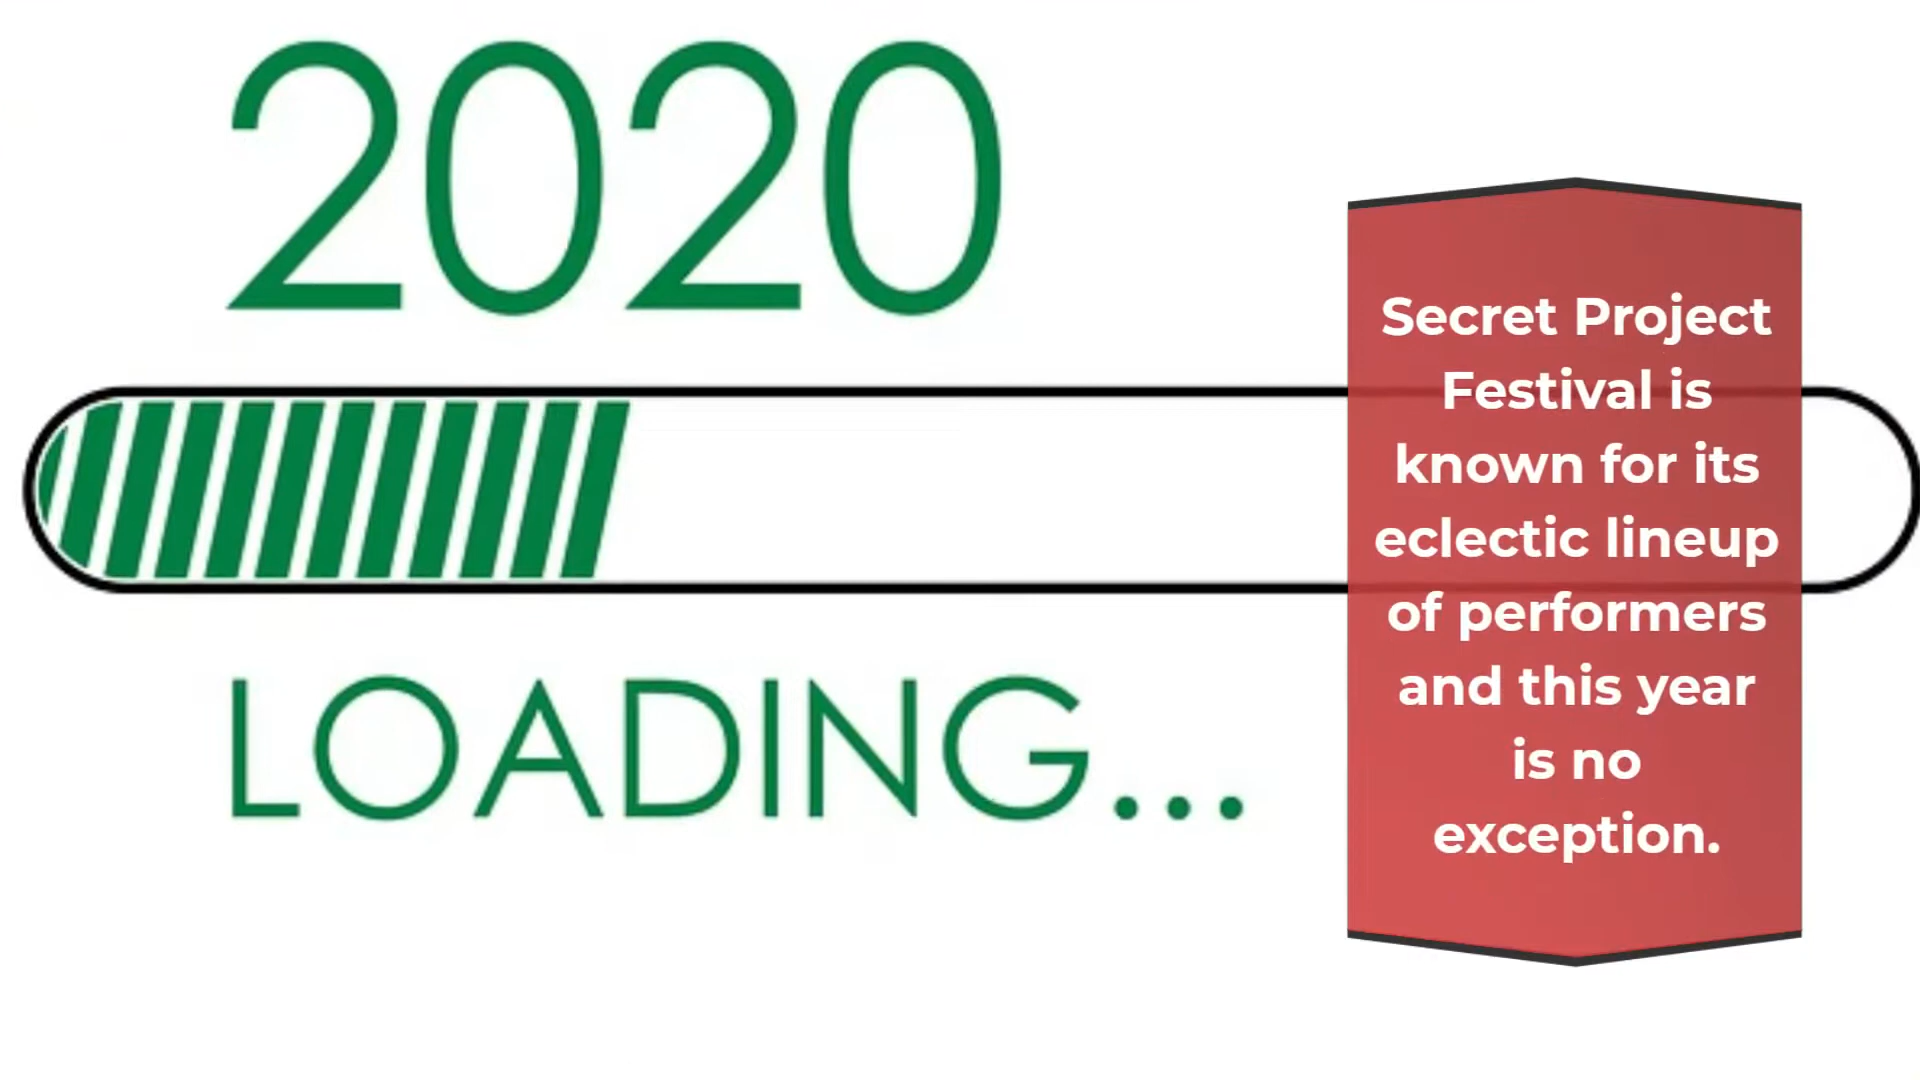 2020
LOADING...
Secret Project
Festival is
known for its
eclectic lineup
of performers
and this year
is no
exception.